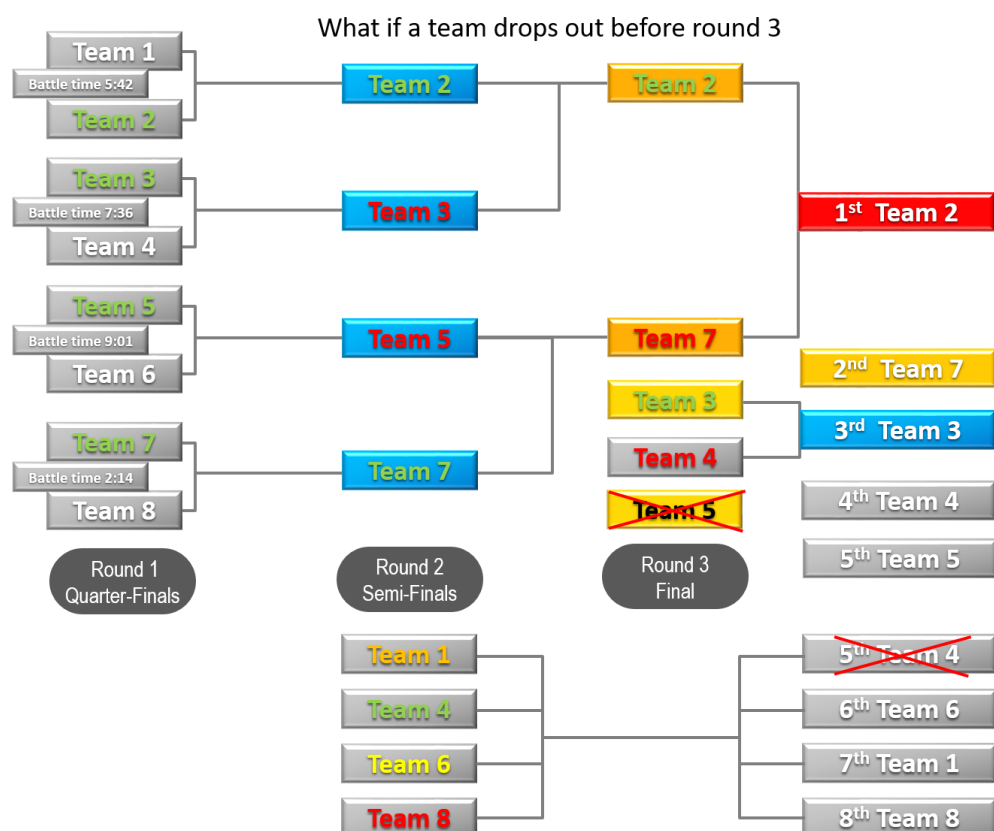 What if a team drops out before round 3
Team 1
Battle time 5:42
Team 2
Team 3
Battle time 7:36
Team 4
Team 5
Battle time 9:01
Team 6
Team 7
Battle time 2:14
Team 8
Round 1
Quarter-Finals
Team 2
Team 3
Team 5
Team 7
Round 2
Semi-Finals
Team 2
Team 7
Team 3
Team 4
Team 5
Round 3
Final
1st Team 2
2nd Team 7
3rd Team 3
4th Team 4
5th Team 5
Team 1
Team 4
Team 6
Team 8
5th Team 4
6th Team 6
7th Team 1
8th Team 8